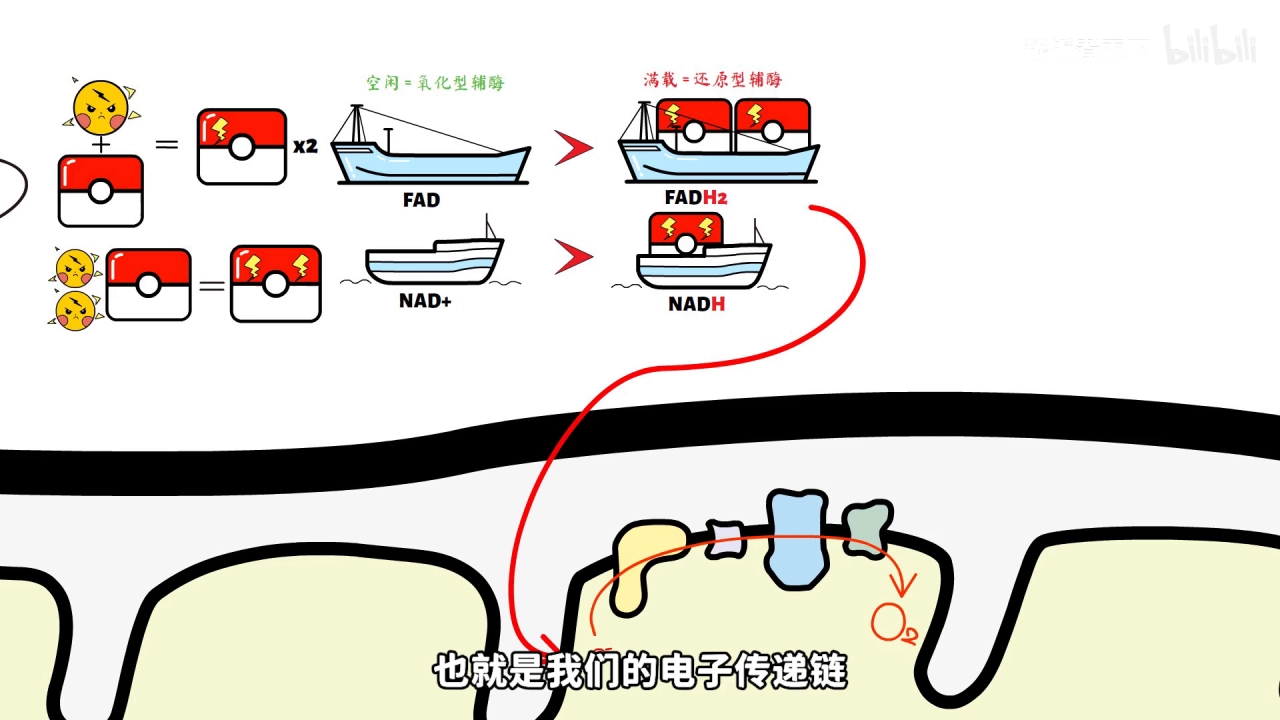 bilibili
空闲=氧化型辅酶
满载=还原型辅酶
x2
FAD
FADH2
NAD+
NADH
O2
也就是我们的电子传递链